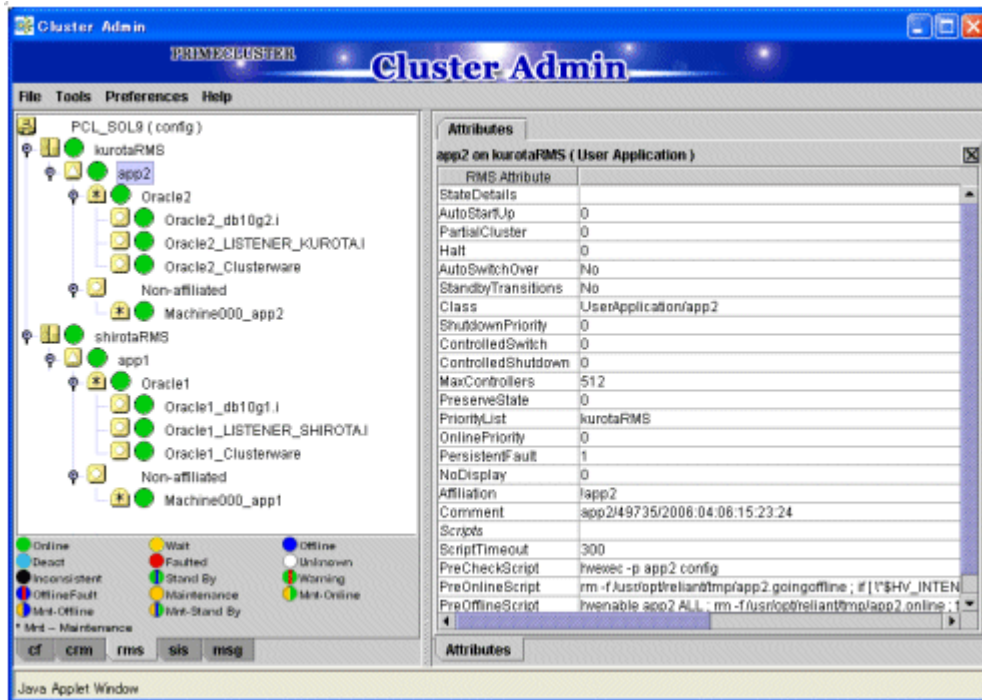 Cluster Admin
PRIMECLUSTER
Cluster Admin
File Tools Preferences Help
PCL_SOL9 ( config )
kurotaRMS
app2
Oracle2
Oracle2_db10g2.i
Oracle2_LISTENER_KUROTA.l
Oracle2_Clusterware
Non-affiliated
Machine000_app2
shirotaRMS
app1
Oracle1
Oracle1_db10g1.i
Oracle1_LISTENER_SHIROTA.l
Oracle1_Clusterware
Non-affiliated
Machine000_app1
Online Wait Offline
Deact Faulted Unknown
Inconsistent Stand By Warning
OfflineFault Maintenance Mnt-Online
Mnt-Offline Mnt-Stand By
* Mnt – Maintenance
cf crm rms sis msg
Attributes
app2 on kurotaRMS ( User Application )
RMS Attribute
StateDetails
AutoStartUp 0
PartialCluster 0
Halt 0
AutoSwitchOver No
StandbyTransitions No
Class UserApplication/app2
ShutdownPriority 0
ControlledSwitch 0
ControlledShutdown 0
MaxControllers 512
PreserveState 0
PriorityList kurotaRMS
OnlinePriority 0
PersistentFault 1
NoDisplay 0
Affiliation !app2
Comment app2/49735/2006:04:06:15:23:24
Scripts
ScriptTimeout 300
PreCheckScript hvexec -p app2 config
PreOnlineScript rm -f /usr/opt/reliant/tmp/app2.goingoffline ; if [ \"$HV_INTEN
PreOfflineScript hvenable app2 ALL ; rm -f /usr/opt/reliant/tmp/app2.online ;
Attributes
Java Applet Window